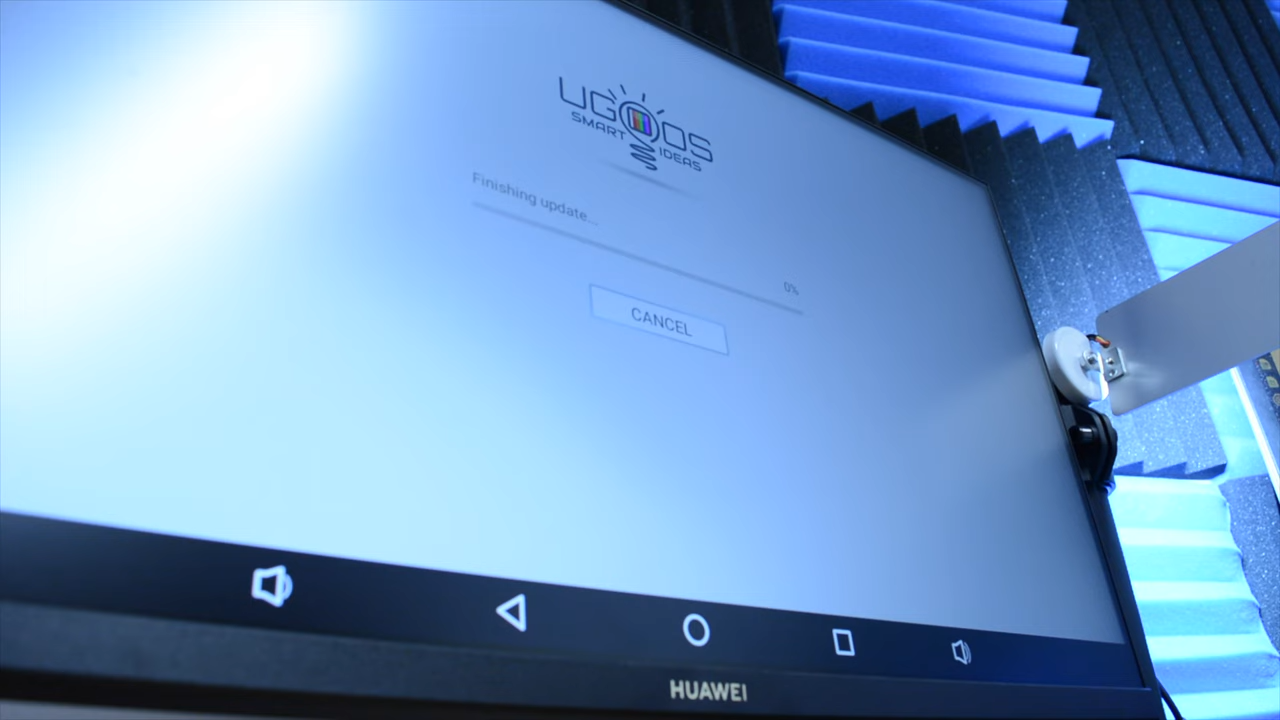 UGOOS
SMART IDEAS
Finishing update...
0%
CANCEL
HUAWEI